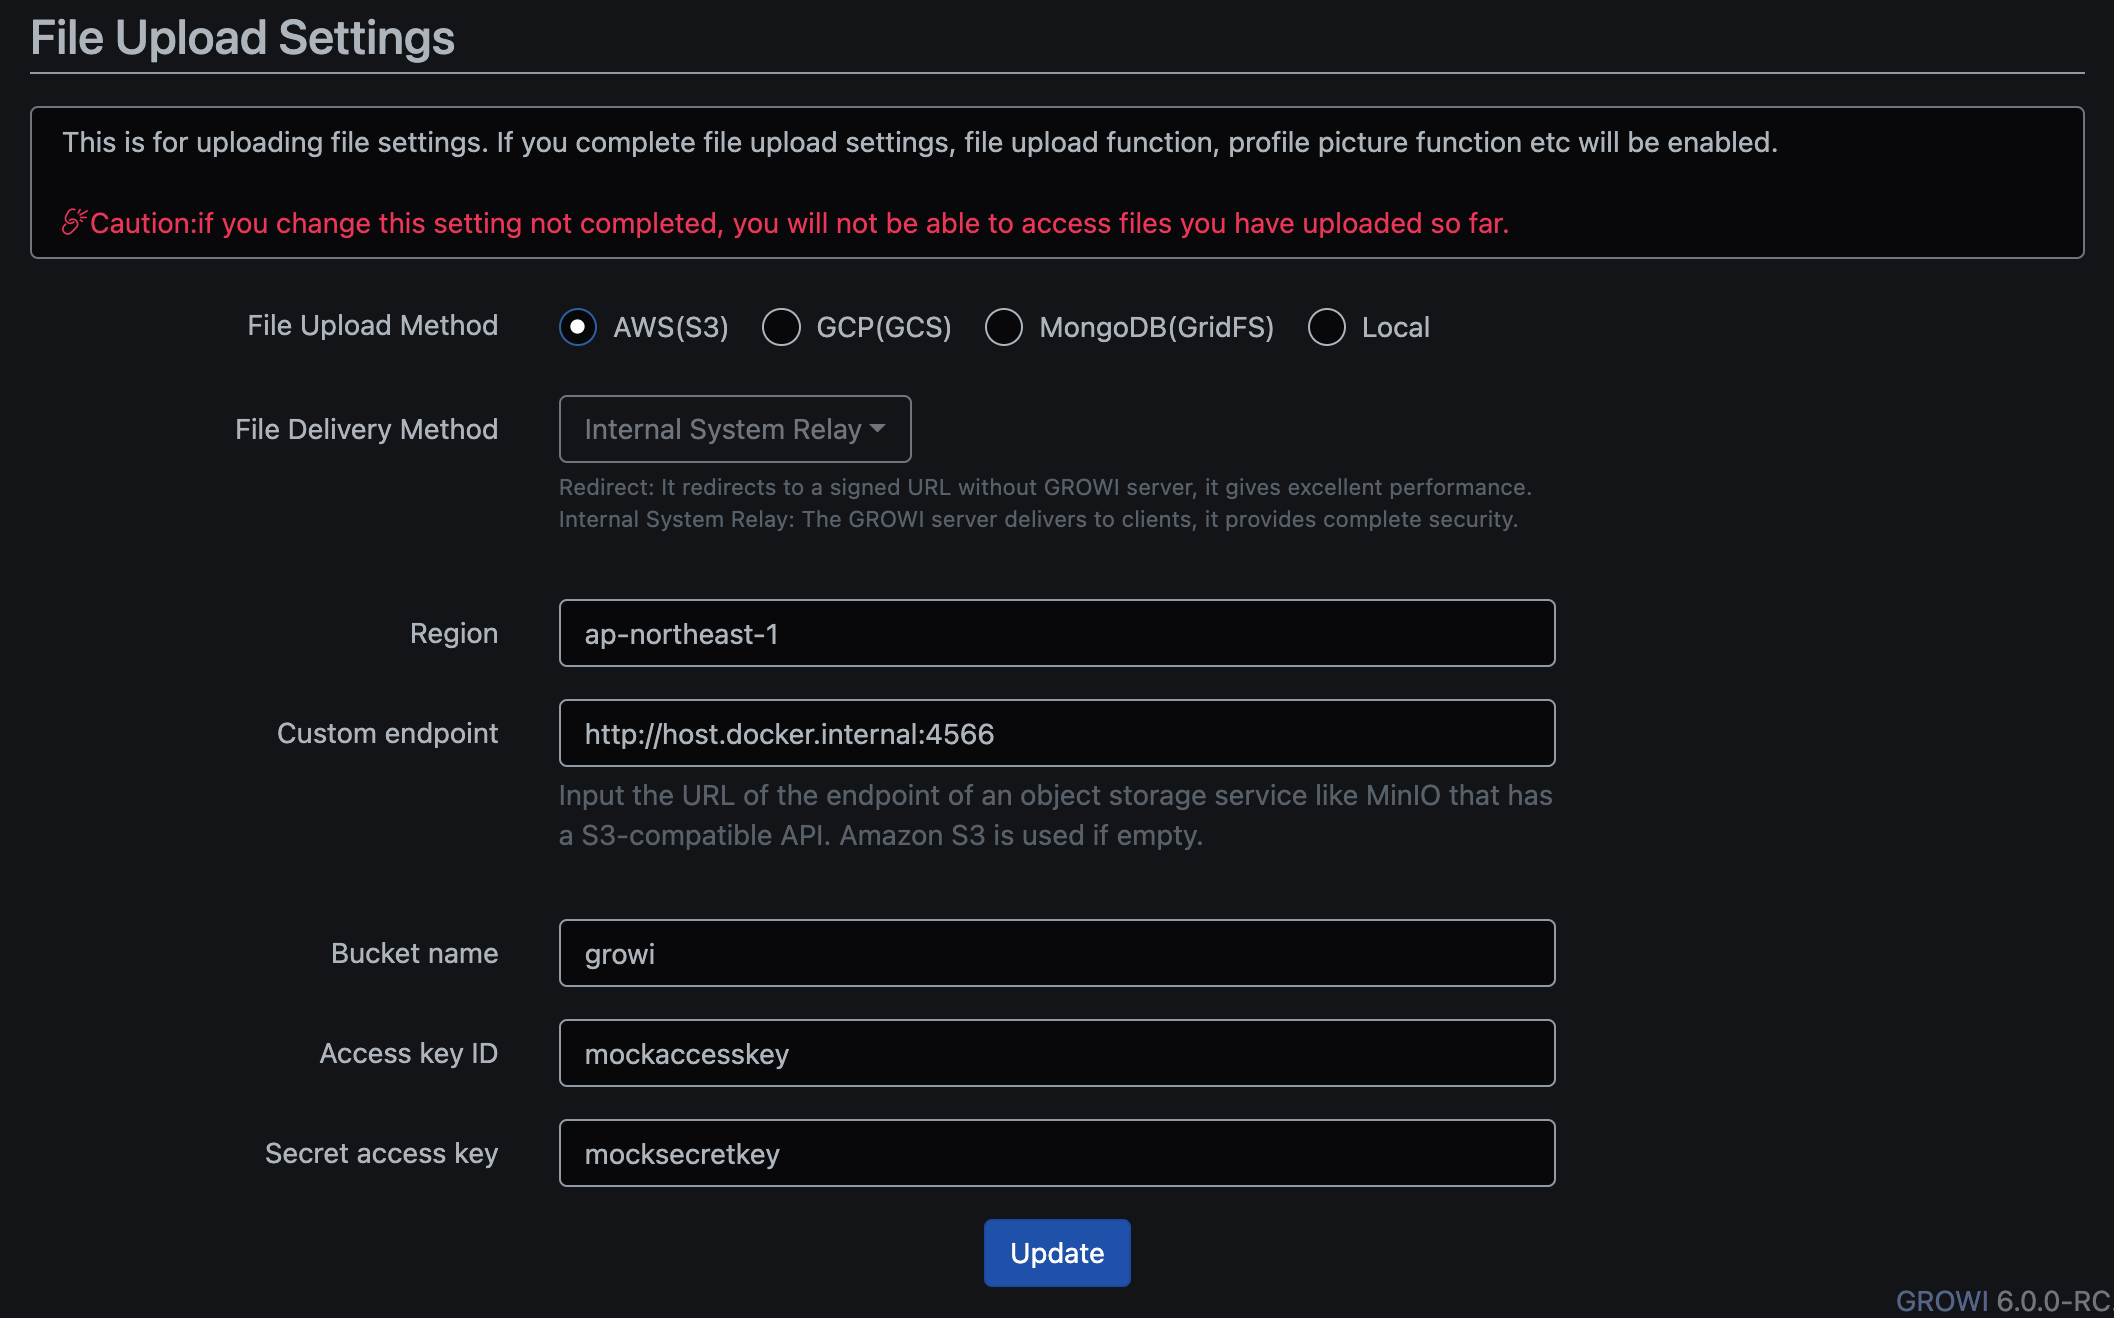 File Upload Settings
This is for uploading file settings. If you complete file upload settings, file upload function, profile picture function etc will be enabled.
Caution:if you change this setting not completed, you will not be able to access files you have uploaded so far.
File Upload Method AWS(S3) GCP(GCS) MongoDB(GridFS) Local
File Delivery Method Internal System Relay
Redirect: It redirects to a signed URL without GROWI server, it gives excellent performance.
Internal System Relay: The GROWI server delivers to clients, it provides complete security.
Region ap-northeast-1
Custom endpoint http://host.docker.internal:4566
Input the URL of the endpoint of an object storage service like MinIO that has
a S3-compatible API. Amazon S3 is used if empty.
Bucket name growi
Access key ID mockaccesskey
Secret access key mocksecretkey
Update
GROWI 6.0.0-RC.